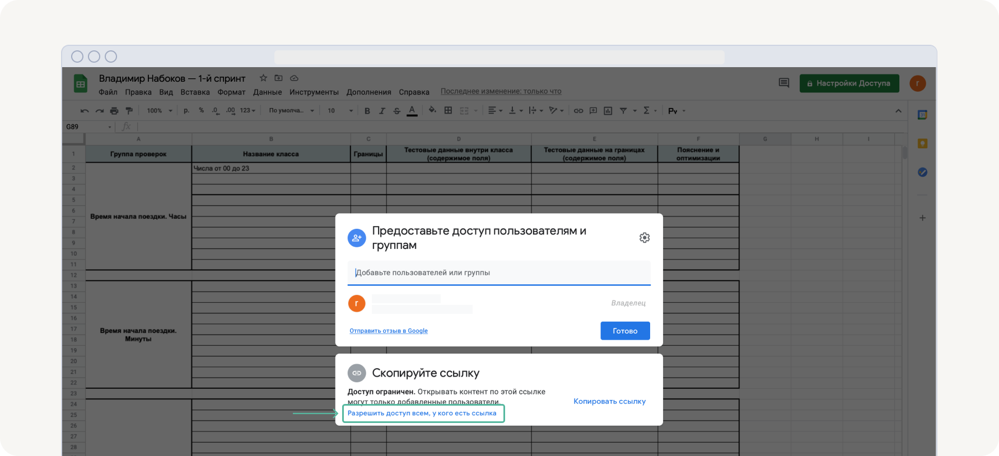 Владимир Набоков — 1-й спринт
Файл Правка Вид Вставка Формат Данные Инструменты Дополнения Справка Последнее изменение: только что
Настройки Доступа
г
100% р. % .0 .00 123 По умолча... 10 B I S A Σ Pу
31
G89 fx
A B C D E F G H I
1 Группа проверок Название класса Границы Тестовые данные внутри класса (содержимое поля) Тестовые данные на границах (содержимое поля) Пояснение и оптимизации
2 Числа от 00 до 23
3
4
5
6
Время начала поездки. Часы
7
8
9
10
11
12
13
14
15
16
17
Время начала поездки.
Минуты
18
19
20
21
22
23
24
25
26
27
28
Предоставьте доступ пользователям и
группам
Добавьте пользователей или группы
г
Владелец
Отправить отзыв в Google
Готово
Скопируйте ссылку
Доступ ограничен. Открывать контент по этой ссылке
могут только добавленные пользователи.
Копировать ссылку
Разрешить доступ всем, у кого есть ссылка